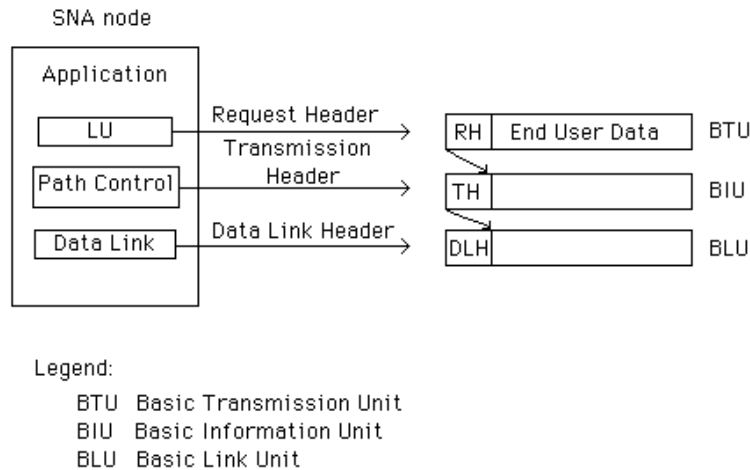 SNA node
Application
LU
Request Header
RH End User Data BTU
Transmission
Header
Path Control
TH BIU
Data Link
Data Link Header
DLH BLU
Legend:
BTU Basic Transmission Unit
BIU Basic Information Unit
BLU Basic Link Unit